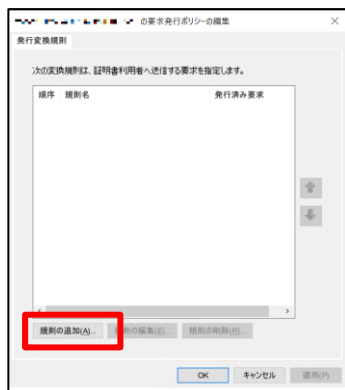 の要求発行ポリシーの編集
発行変換規則
次の変換規則は、証明書利用者へ送信する要求を指定します。
順序 規則名 発行済み要求
規則の追加(A)... 規則の編集(E)... 規則の削除(R)...
OK キャンセル 適用(P)